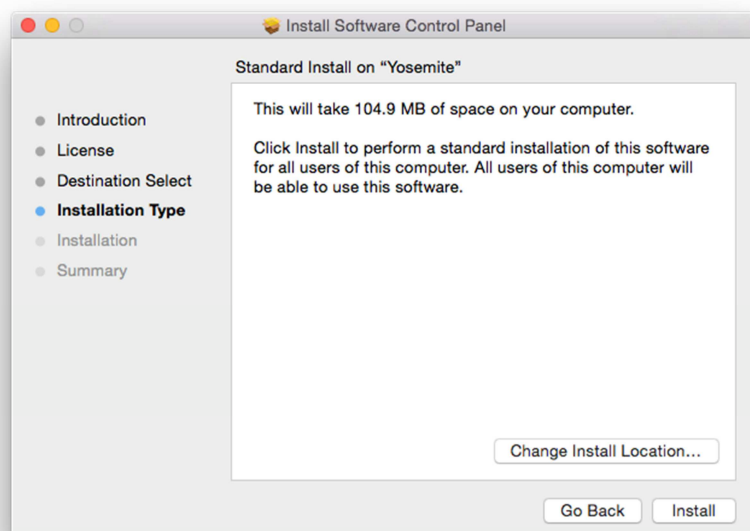 Install Software Control Panel
Standard Install on “Yosemite”
Introduction
License
Destination Select
Installation Type
Installation
Summary
This will take 104.9 MB of space on your computer.
Click Install to perform a standard installation of this software
for all users of this computer. All users of this computer will
be able to use this software.
Change Install Location...
Go Back
Install